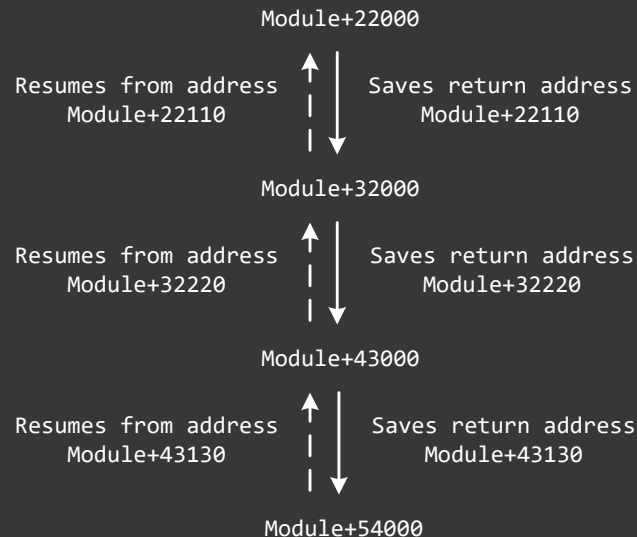 Module+22000
Resumes from address
Module+22110
Saves return address
Module+22110
Module+32000
Resumes from address
Module+32220
Saves return address
Module+32220
Module+43000
Resumes from address
Module+43130
Saves return address
Module+43130
Module+54000